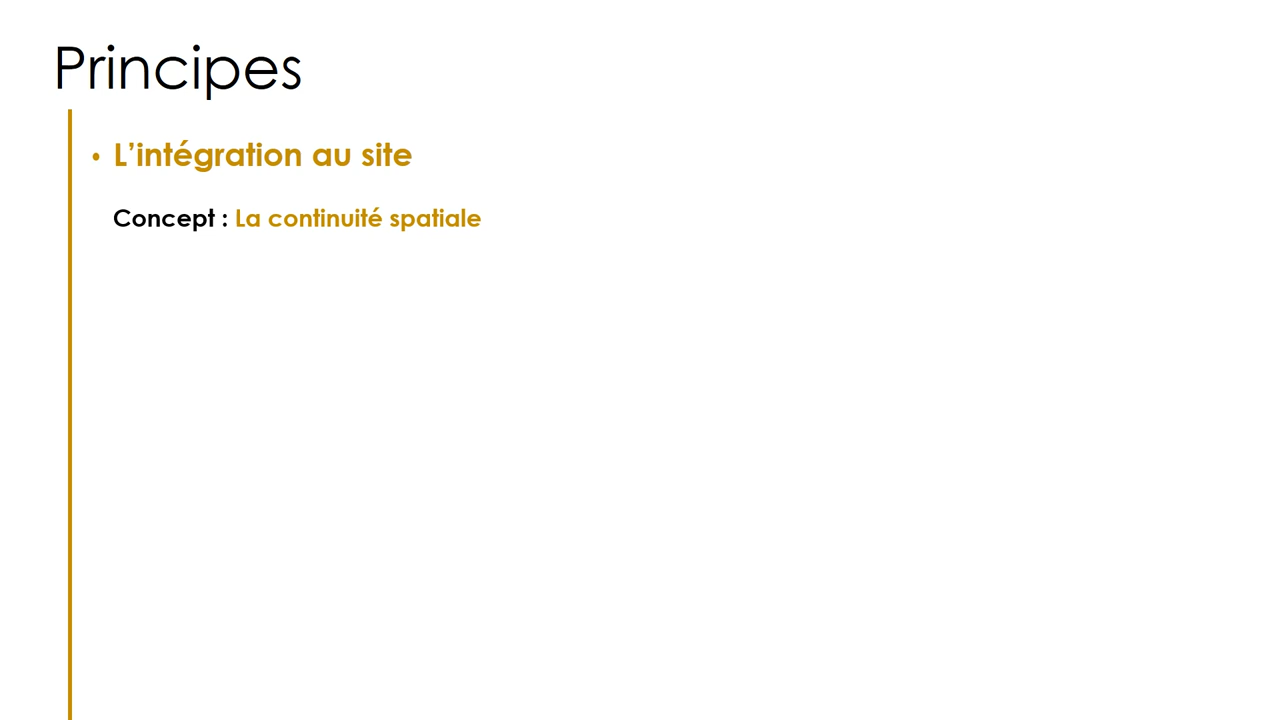 Principes
• L’intégration au site
Concept : La continuité spatiale